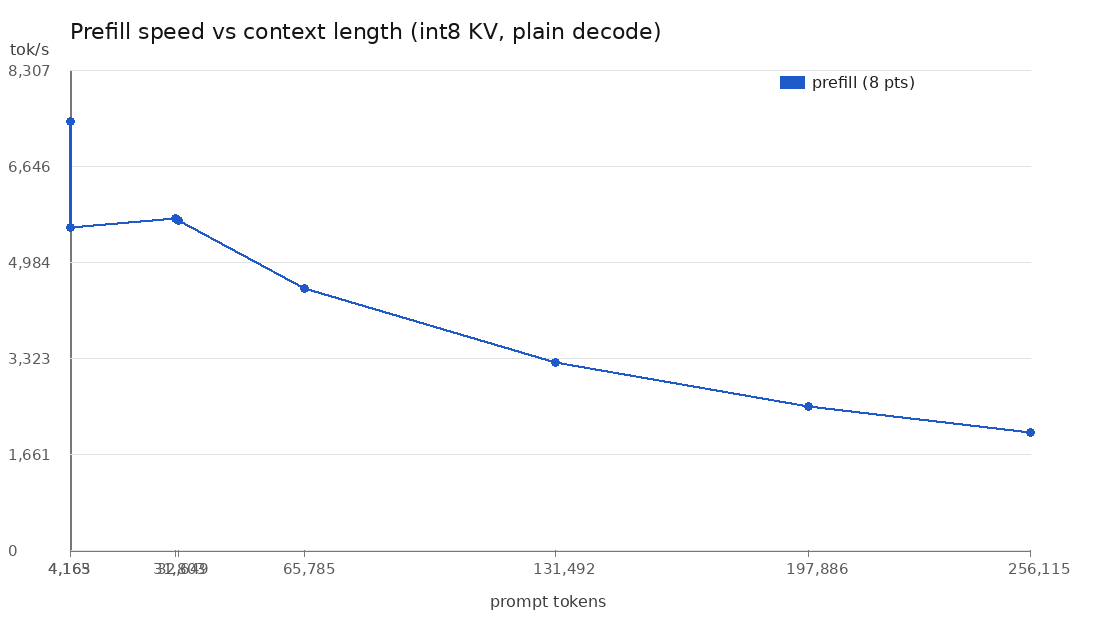 Prefill speed vs context length (int8 KV, plain decode)
tok/s
8,307
prefill (8 pts)
6,646
4,984
3,323
1,661
0
65,785
131,492
197,886
256,115
prompt tokens